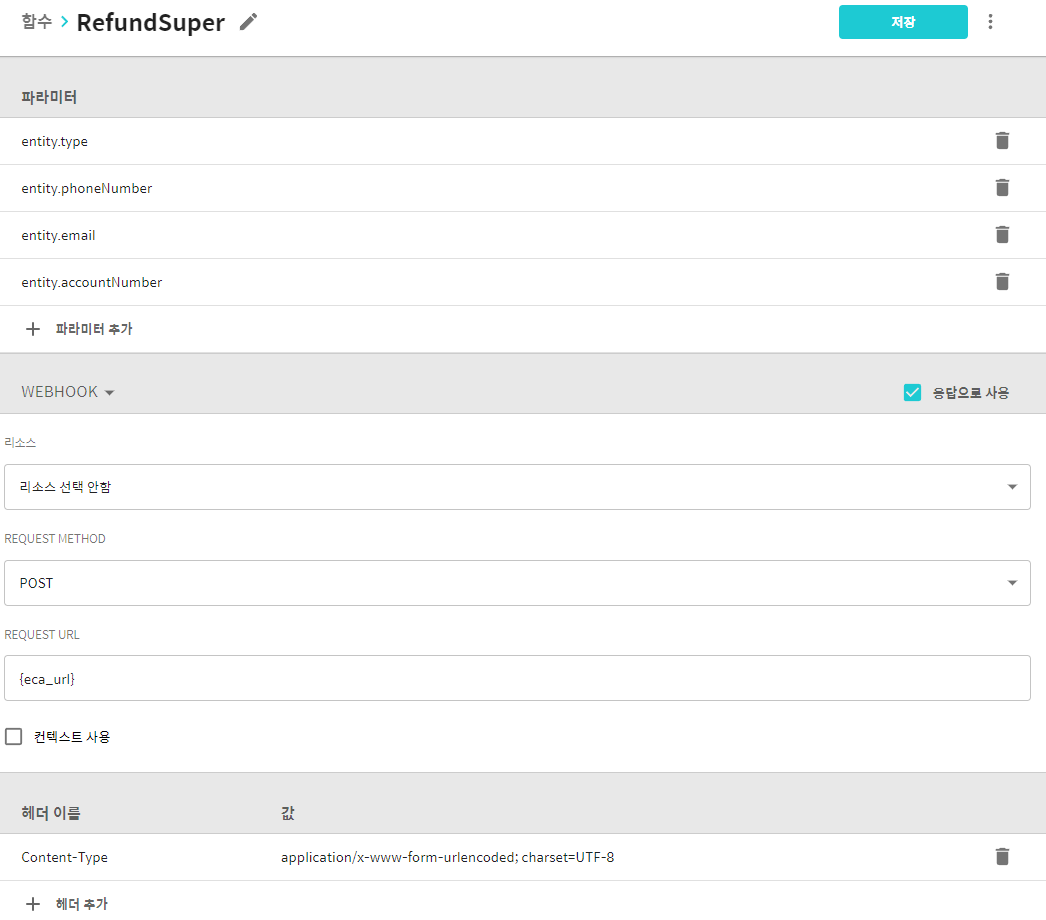 함수 > RefundSuper
저장
파라미터
entity.type
entity.phoneNumber
entity.email
entity.accountNumber
+ 파라미터 추가
WEBHOOK
응답으로 사용
리소스
리소스 선택 안함
REQUEST METHOD
POST
REQUEST URL
{eca_url}
컨텍스트 사용
헤더 이름 값
Content-Type application/x-www-form-urlencoded; charset=UTF-8
+ 헤더 추가